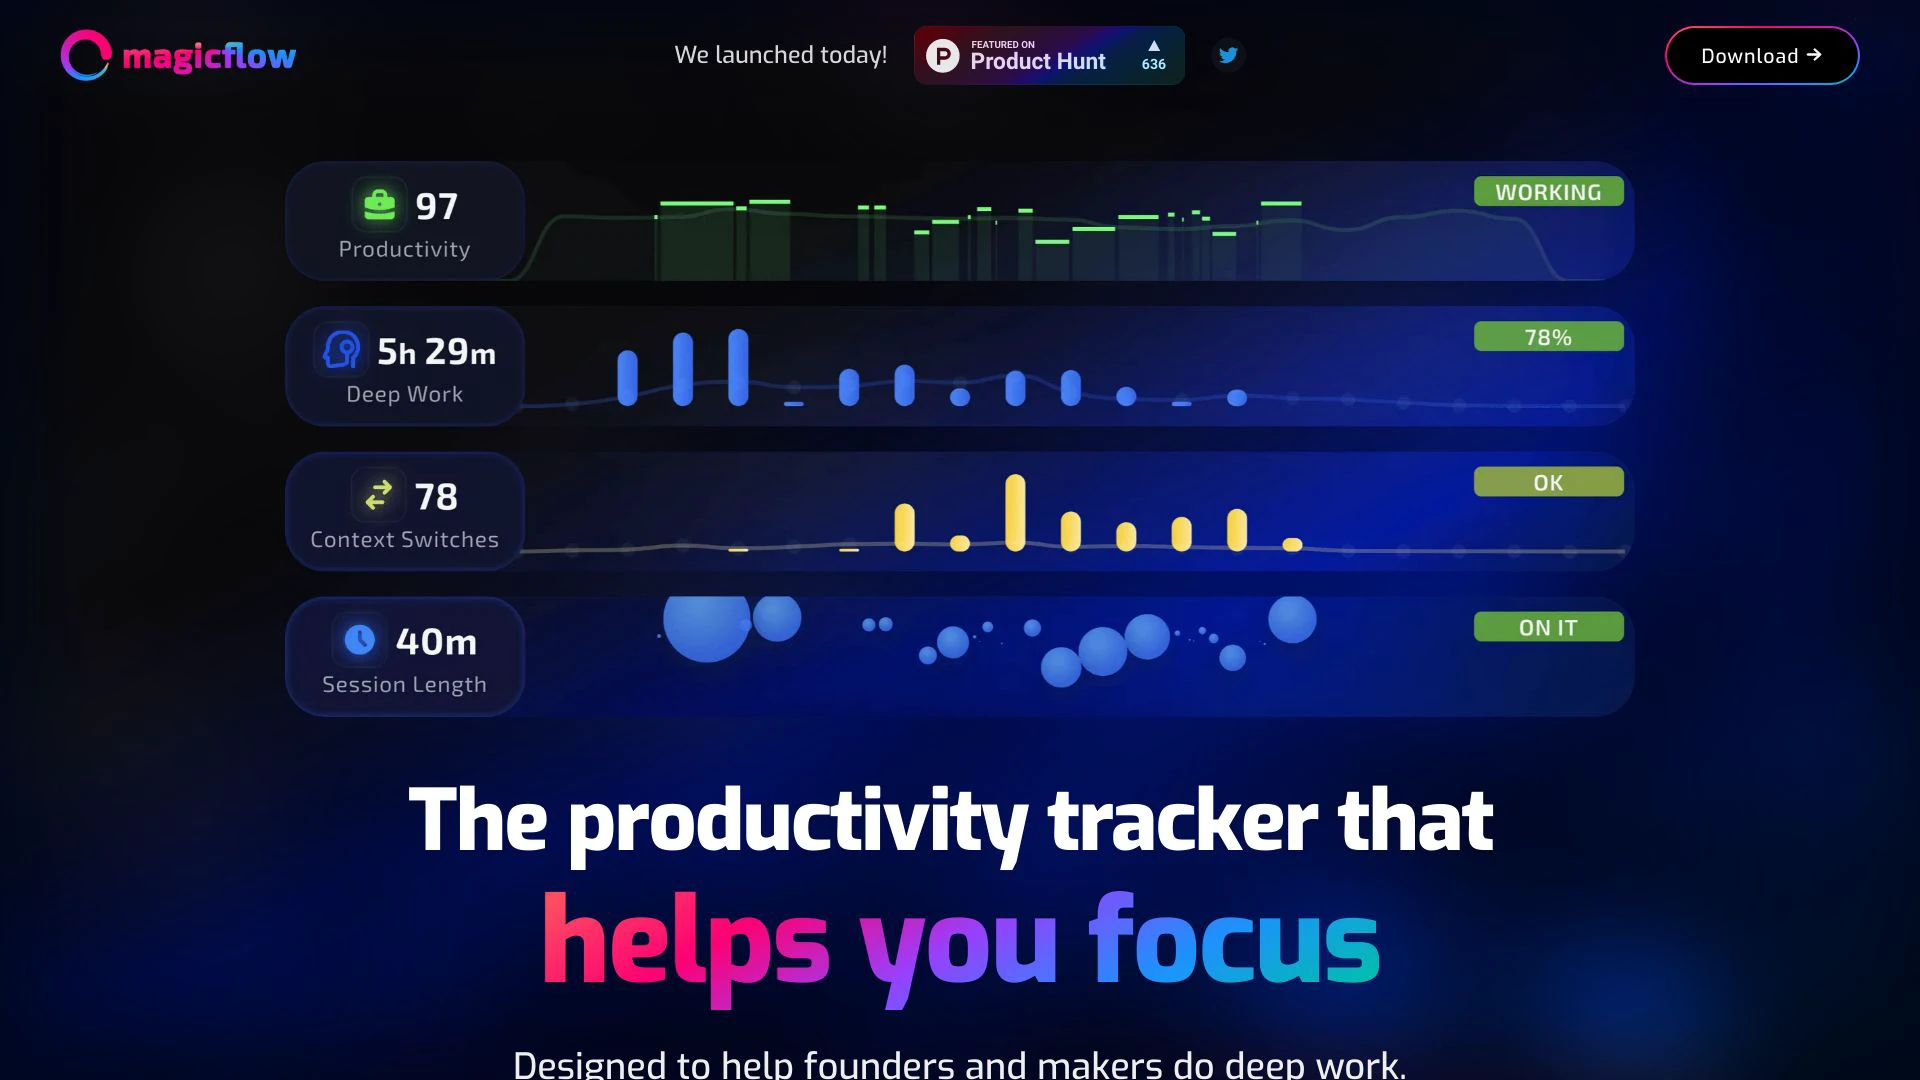 magicflow
We launched today!
FEATURED ON
Product Hunt
636
Download →
97
Productivity
WORKING
5h 29m
Deep Work
78%
78
Context Switches
OK
40m
Session Length
ON IT
The productivity tracker that
helps you focus
Designed to help founders and makers do deep work.